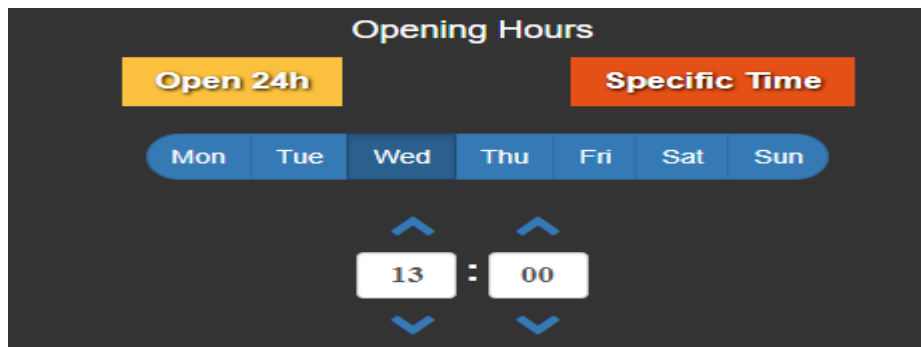 Opening Hours
Open 24h Specific Time
Mon Tue Wed Thu Fri Sat Sun
13 : 00